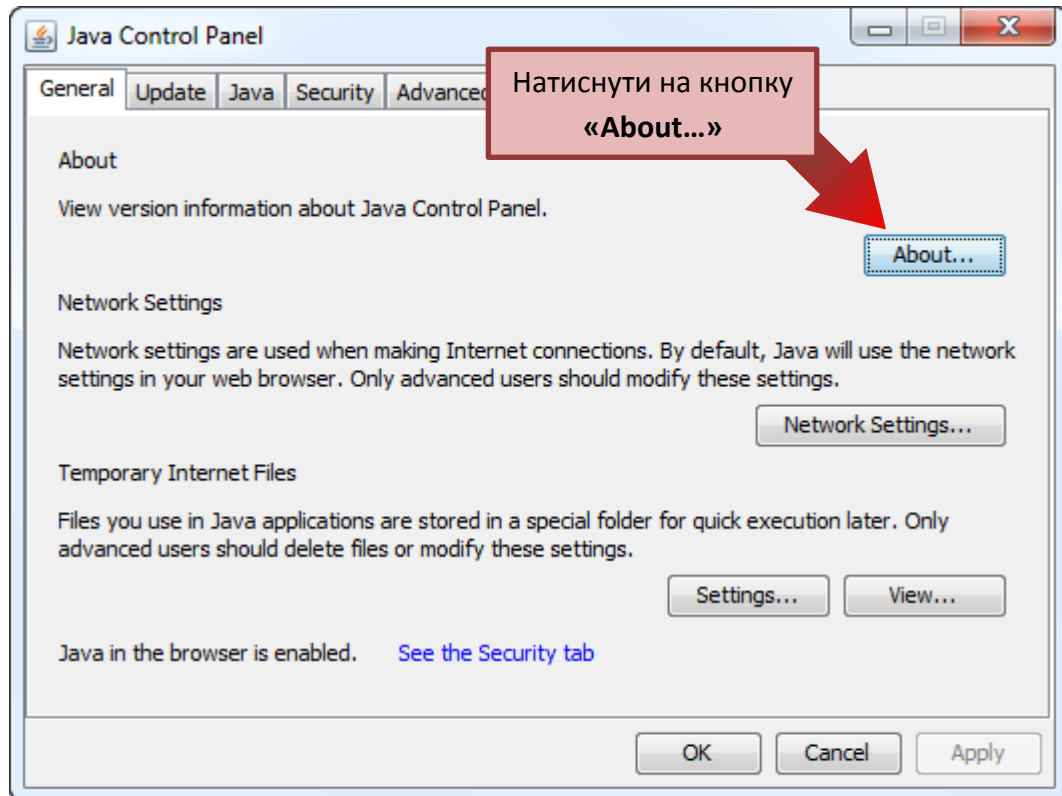 Java Control Panel
Натиснути на кнопку
«About…»
General Update Java Security Advanced
About
View version information about Java Control Panel.
About...
Network Settings
Network settings are used when making Internet connections. By default, Java will use the network
settings in your web browser. Only advanced users should modify these settings.
Network Settings...
Temporary Internet Files
Files you use in Java applications are stored in a special folder for quick execution later. Only
advanced users should delete files or modify these settings.
Settings... View...
Java in the browser is enabled. See the Security tab
OK Cancel Apply